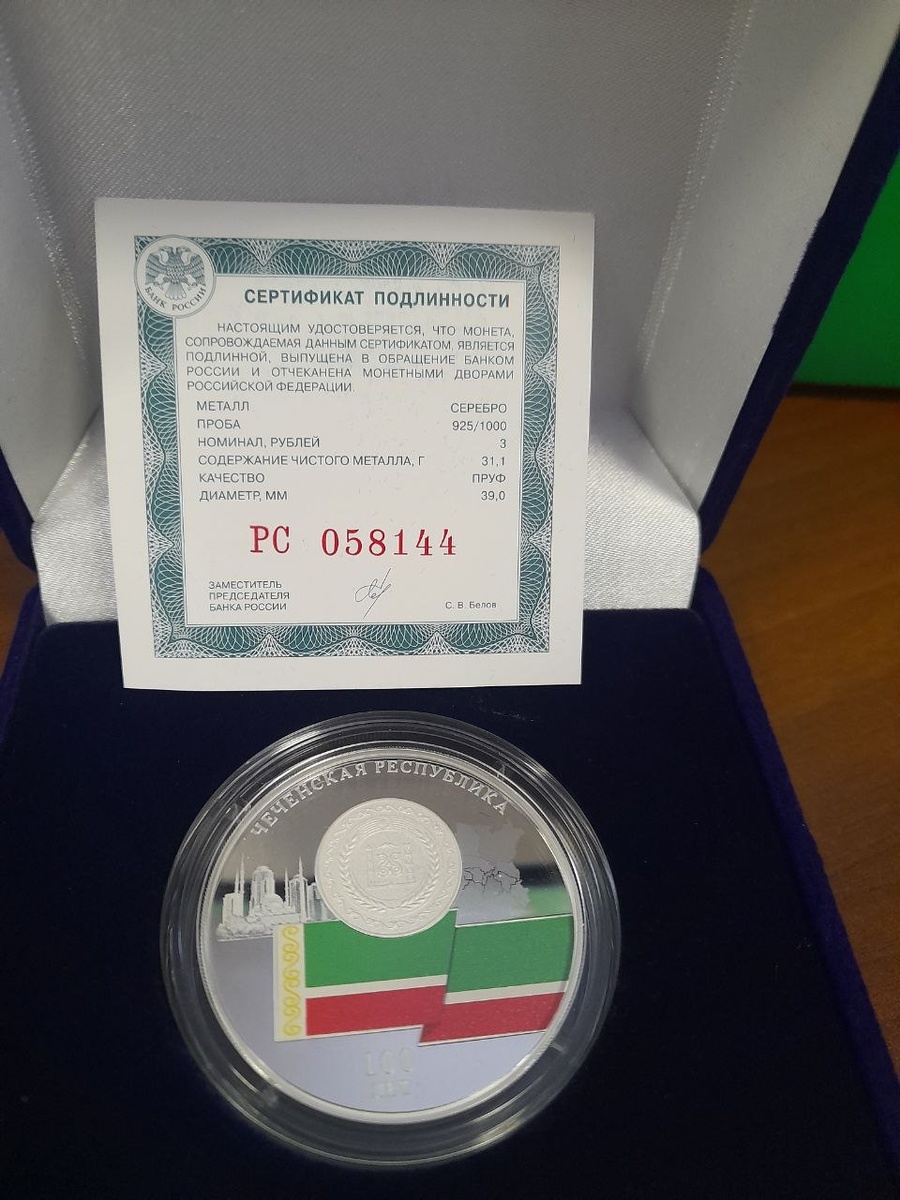 БАНК РОССИИ
СЕРТИФИКАТ ПОДЛИННОСТИ
НАСТОЯЩИМ УДОСТОВЕРЯЕТСЯ, ЧТО МОНЕТА,
СОПРОВОЖДАЕМАЯ ДАННЫМ СЕРТИФИКАТОМ, ЯВЛЯЕТСЯ
ПОДЛИННОЙ, ВЫПУЩЕНА В ОБРАЩЕНИЕ БАНКОМ
РОССИИ И ОТЧЕКАНЕНА МОНЕТНЫМИ ДВОРАМИ
РОССИЙСКОЙ ФЕДЕРАЦИИ.
МЕТАЛЛ СЕРЕБРО
ПРОБА 925/1000
НОМИНАЛ, РУБЛЕЙ 3
СОДЕРЖАНИЕ ЧИСТОГО МЕТАЛЛА, Г 31,1
КАЧЕСТВО ПРУФ
ДИАМЕТР, ММ 39,0
РС 058144
ЗАМЕСТИТЕЛЬ
ПРЕДСЕДАТЕЛЯ
БАНКА РОССИИ С. В. Белов
ЧЕЧЕНСКАЯ РЕСПУБЛИКА
100
ЛЕТ